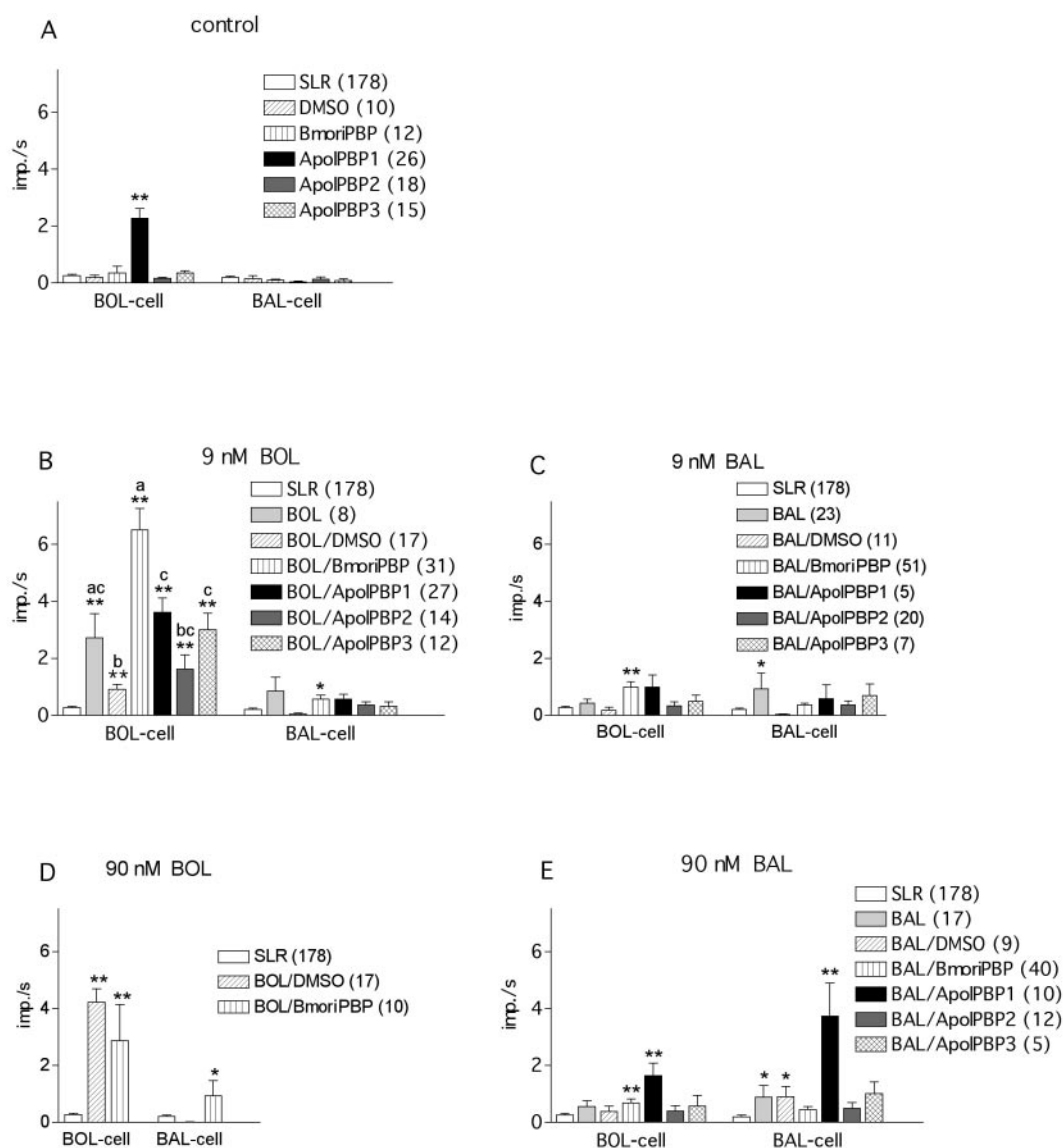 A
control
SLR (178)
DMSO (10)
BmoriPBP (12)
ApolPBP1 (26)
ApolPBP2 (18)
ApolPBP3 (15)
imp./s
6
4
2
0
**
BOL-cell BAL-cell
B
9 nM BOL
SLR (178)
BOL (8)
BOL/DMSO (17)
BOL/BmoriPBP (31)
BOL/ApolPBP1 (27)
BOL/ApolPBP2 (14)
BOL/ApolPBP3 (12)
imp./s
6
4
2
0
ac
**
b
**
a
**
c
**
bc
**
c
**
*
BOL-cell BAL-cell
C
9 nM BAL
SLR (178)
BAL (23)
BAL/DMSO (11)
BAL/BmoriPBP (51)
BAL/ApolPBP1 (5)
BAL/ApolPBP2 (20)
BAL/ApolPBP3 (7)
imp./s
6
4
2
0
**
*
BOL-cell BAL-cell
D
90 nM BOL
SLR (178)
BOL/DMSO (17)
BOL/BmoriPBP (10)
imp./s
6
4
2
0
**
**
*
BOL-cell BAL-cell
E
90 nM BAL
SLR (178)
BAL (17)
BAL/DMSO (9)
BAL/BmoriPBP (40)
BAL/ApolPBP1 (10)
BAL/ApolPBP2 (12)
BAL/ApolPBP3 (5)
imp./s
6
4
2
0
**
**
*
*
**
BOL-cell BAL-cell